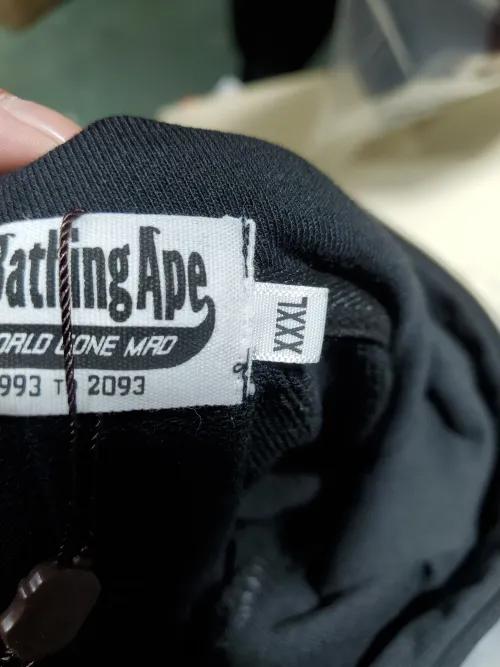 Bathing Ape
ORLD GONE MAD
993 TO 2093
XXXL